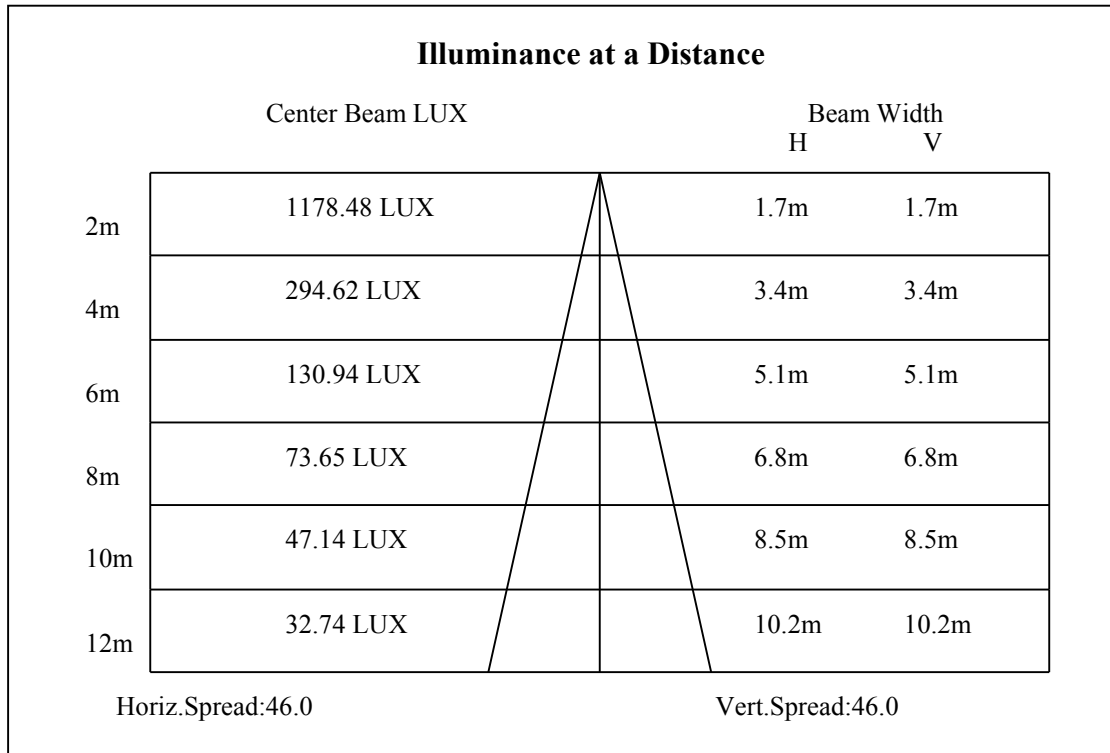 Illuminance at a Distance
Center Beam LUX Beam Width
H V
2m 1178.48 LUX 1.7m 1.7m
4m 294.62 LUX 3.4m 3.4m
6m 130.94 LUX 5.1m 5.1m
8m 73.65 LUX 6.8m 6.8m
10m 47.14 LUX 8.5m 8.5m
12m 32.74 LUX 10.2m 10.2m
Horiz.Spread:46.0 Vert.Spread:46.0